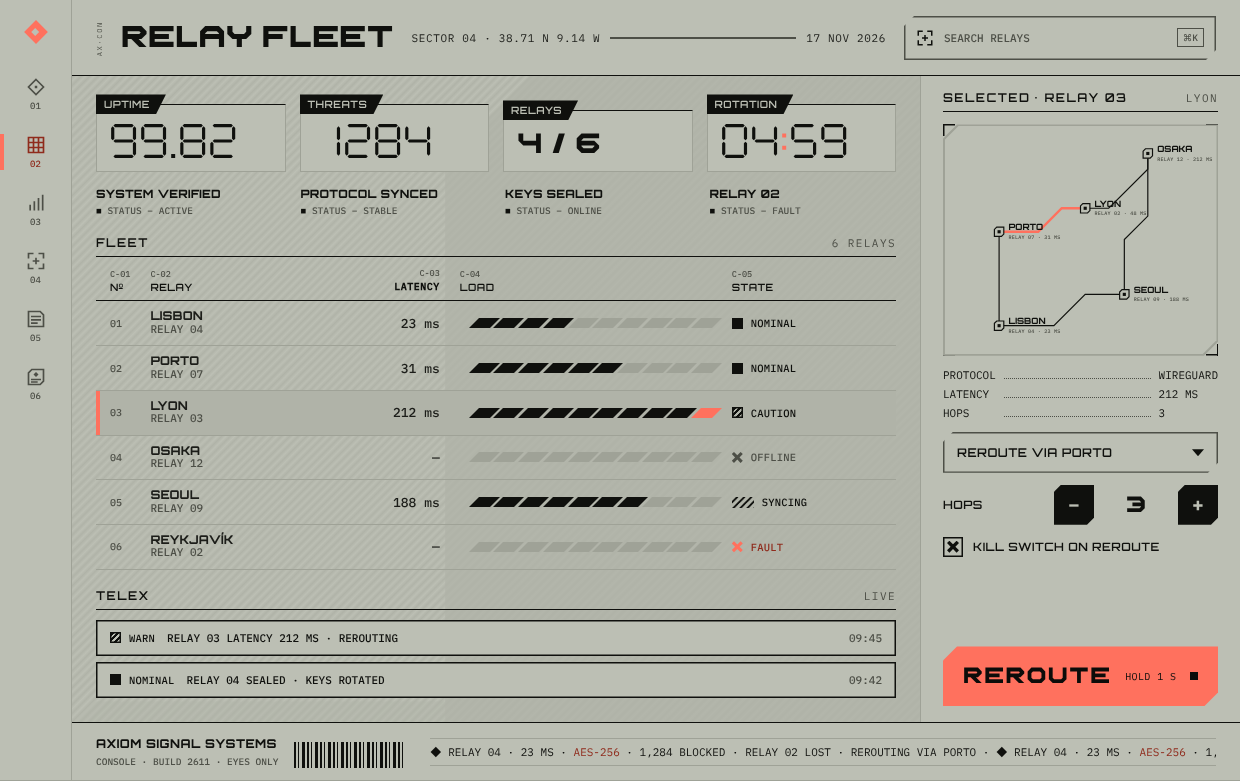 AX-CON
RELAY FLEET
SECTOR 04 · 38.71 N 9.14 W
17 NOV 2026
SEARCH RELAYS
⌘K
01
02
03
04
05
06
UPTIME
99.82
SYSTEM VERIFIED
STATUS – ACTIVE
THREATS
1284
PROTOCOL SYNCED
STATUS – STABLE
RELAYS
4/6
KEYS SEALED
STATUS – ONLINE
ROTATION
04:59
RELAY 02
STATUS – FAULT
FLEET
6 RELAYS
C-01 C-02 C-03 C-04 C-05
Nº RELAY LATENCY LOAD STATE
01 LISBON RELAY 04 23 ms NOMINAL
02 PORTO RELAY 07 31 ms NOMINAL
03 LYON RELAY 03 212 ms CAUTION
04 OSAKA RELAY 12 — OFFLINE
05 SEOUL RELAY 09 188 ms SYNCING
06 REYKJAVÍK RELAY 02 — FAULT
TELEX
LIVE
WARN RELAY 03 LATENCY 212 MS · REROUTING 09:45
NOMINAL RELAY 04 SEALED · KEYS ROTATED 09:42
SELECTED · RELAY 03
LYON
OSAKA
RELAY 12 · 212 MS
LYON
RELAY 02 · 48 MS
PORTO
RELAY 07 · 31 MS
SEOUL
RELAY 09 · 188 MS
LISBON
RELAY 04 · 23 MS
PROTOCOL WIREGUARD
LATENCY 212 MS
HOPS 3
REROUTE VIA PORTO
HOPS − 3 +
KILL SWITCH ON REROUTE
REROUTE HOLD 1 S
AXIOM SIGNAL SYSTEMS
CONSOLE · BUILD 2611 · EYES ONLY
◆ RELAY 04 · 23 MS · AES-256 · 1,284 BLOCKED · RELAY 02 LOST · REROUTING VIA PORTO · ◆ RELAY 04 · 23 MS · AES-256 · 1,